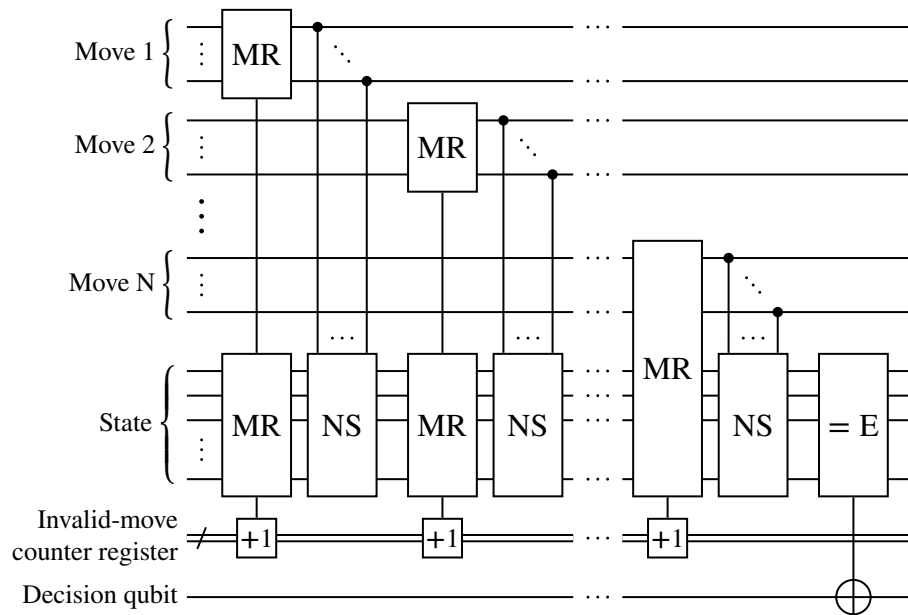 Move 1
MR
Move 2
MR
Move N
MR
State
MR
NS
MR
NS
NS
= E
Invalid-move
counter register
+1
+1
+1
Decision qubit